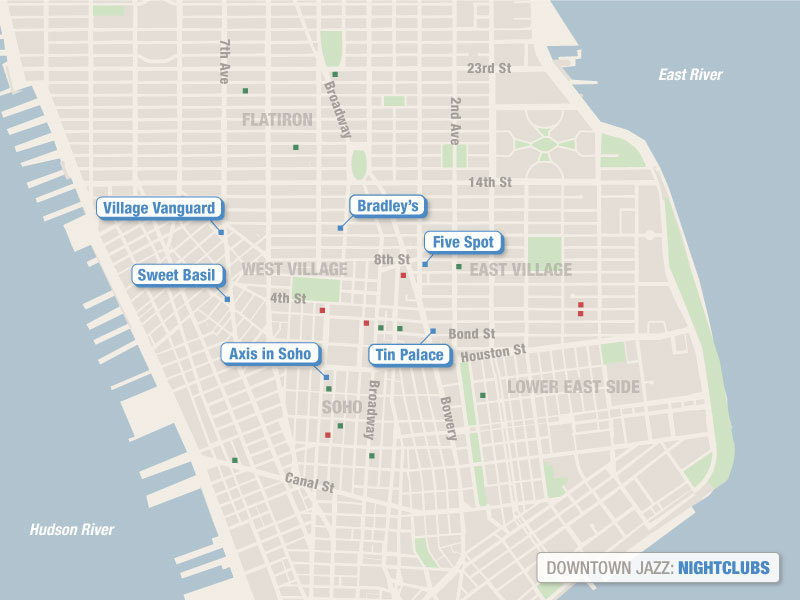 23rd St
East River
7th Ave
Broadway
2nd Ave
FLATIRON
14th St
Village Vanguard
Bradley's
Five Spot
8th St
WEST VILLAGE
EAST VILLAGE
Sweet Basil
4th St
Bond St
Axis in Soho
Tin Palace
Houston St
LOWER EAST SIDE
SOHO
Broadway
Bowery
Canal St
Hudson River
DOWNTOWN JAZZ: NIGHTCLUBS